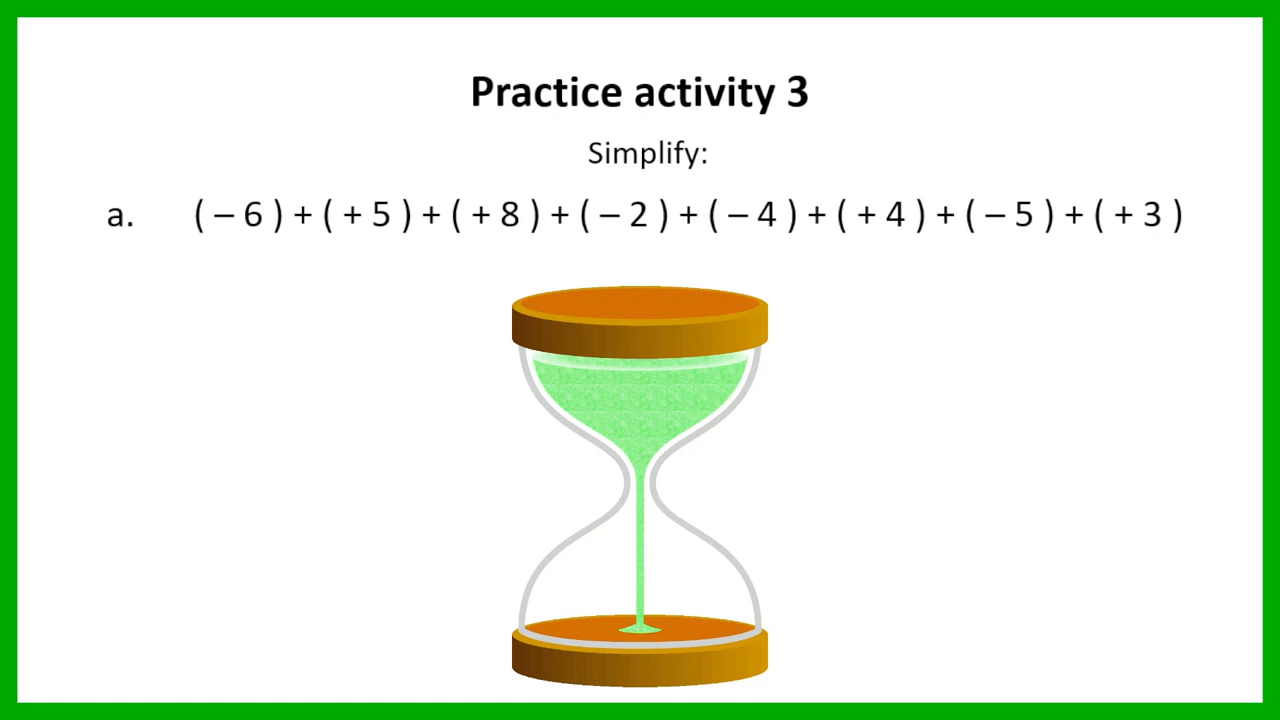 Practice activity 3
Simplify:
a. ( – 6 ) + ( + 5 ) + ( + 8 ) + ( – 2 ) + ( – 4 ) + ( + 4 ) + ( – 5 ) + ( + 3 )